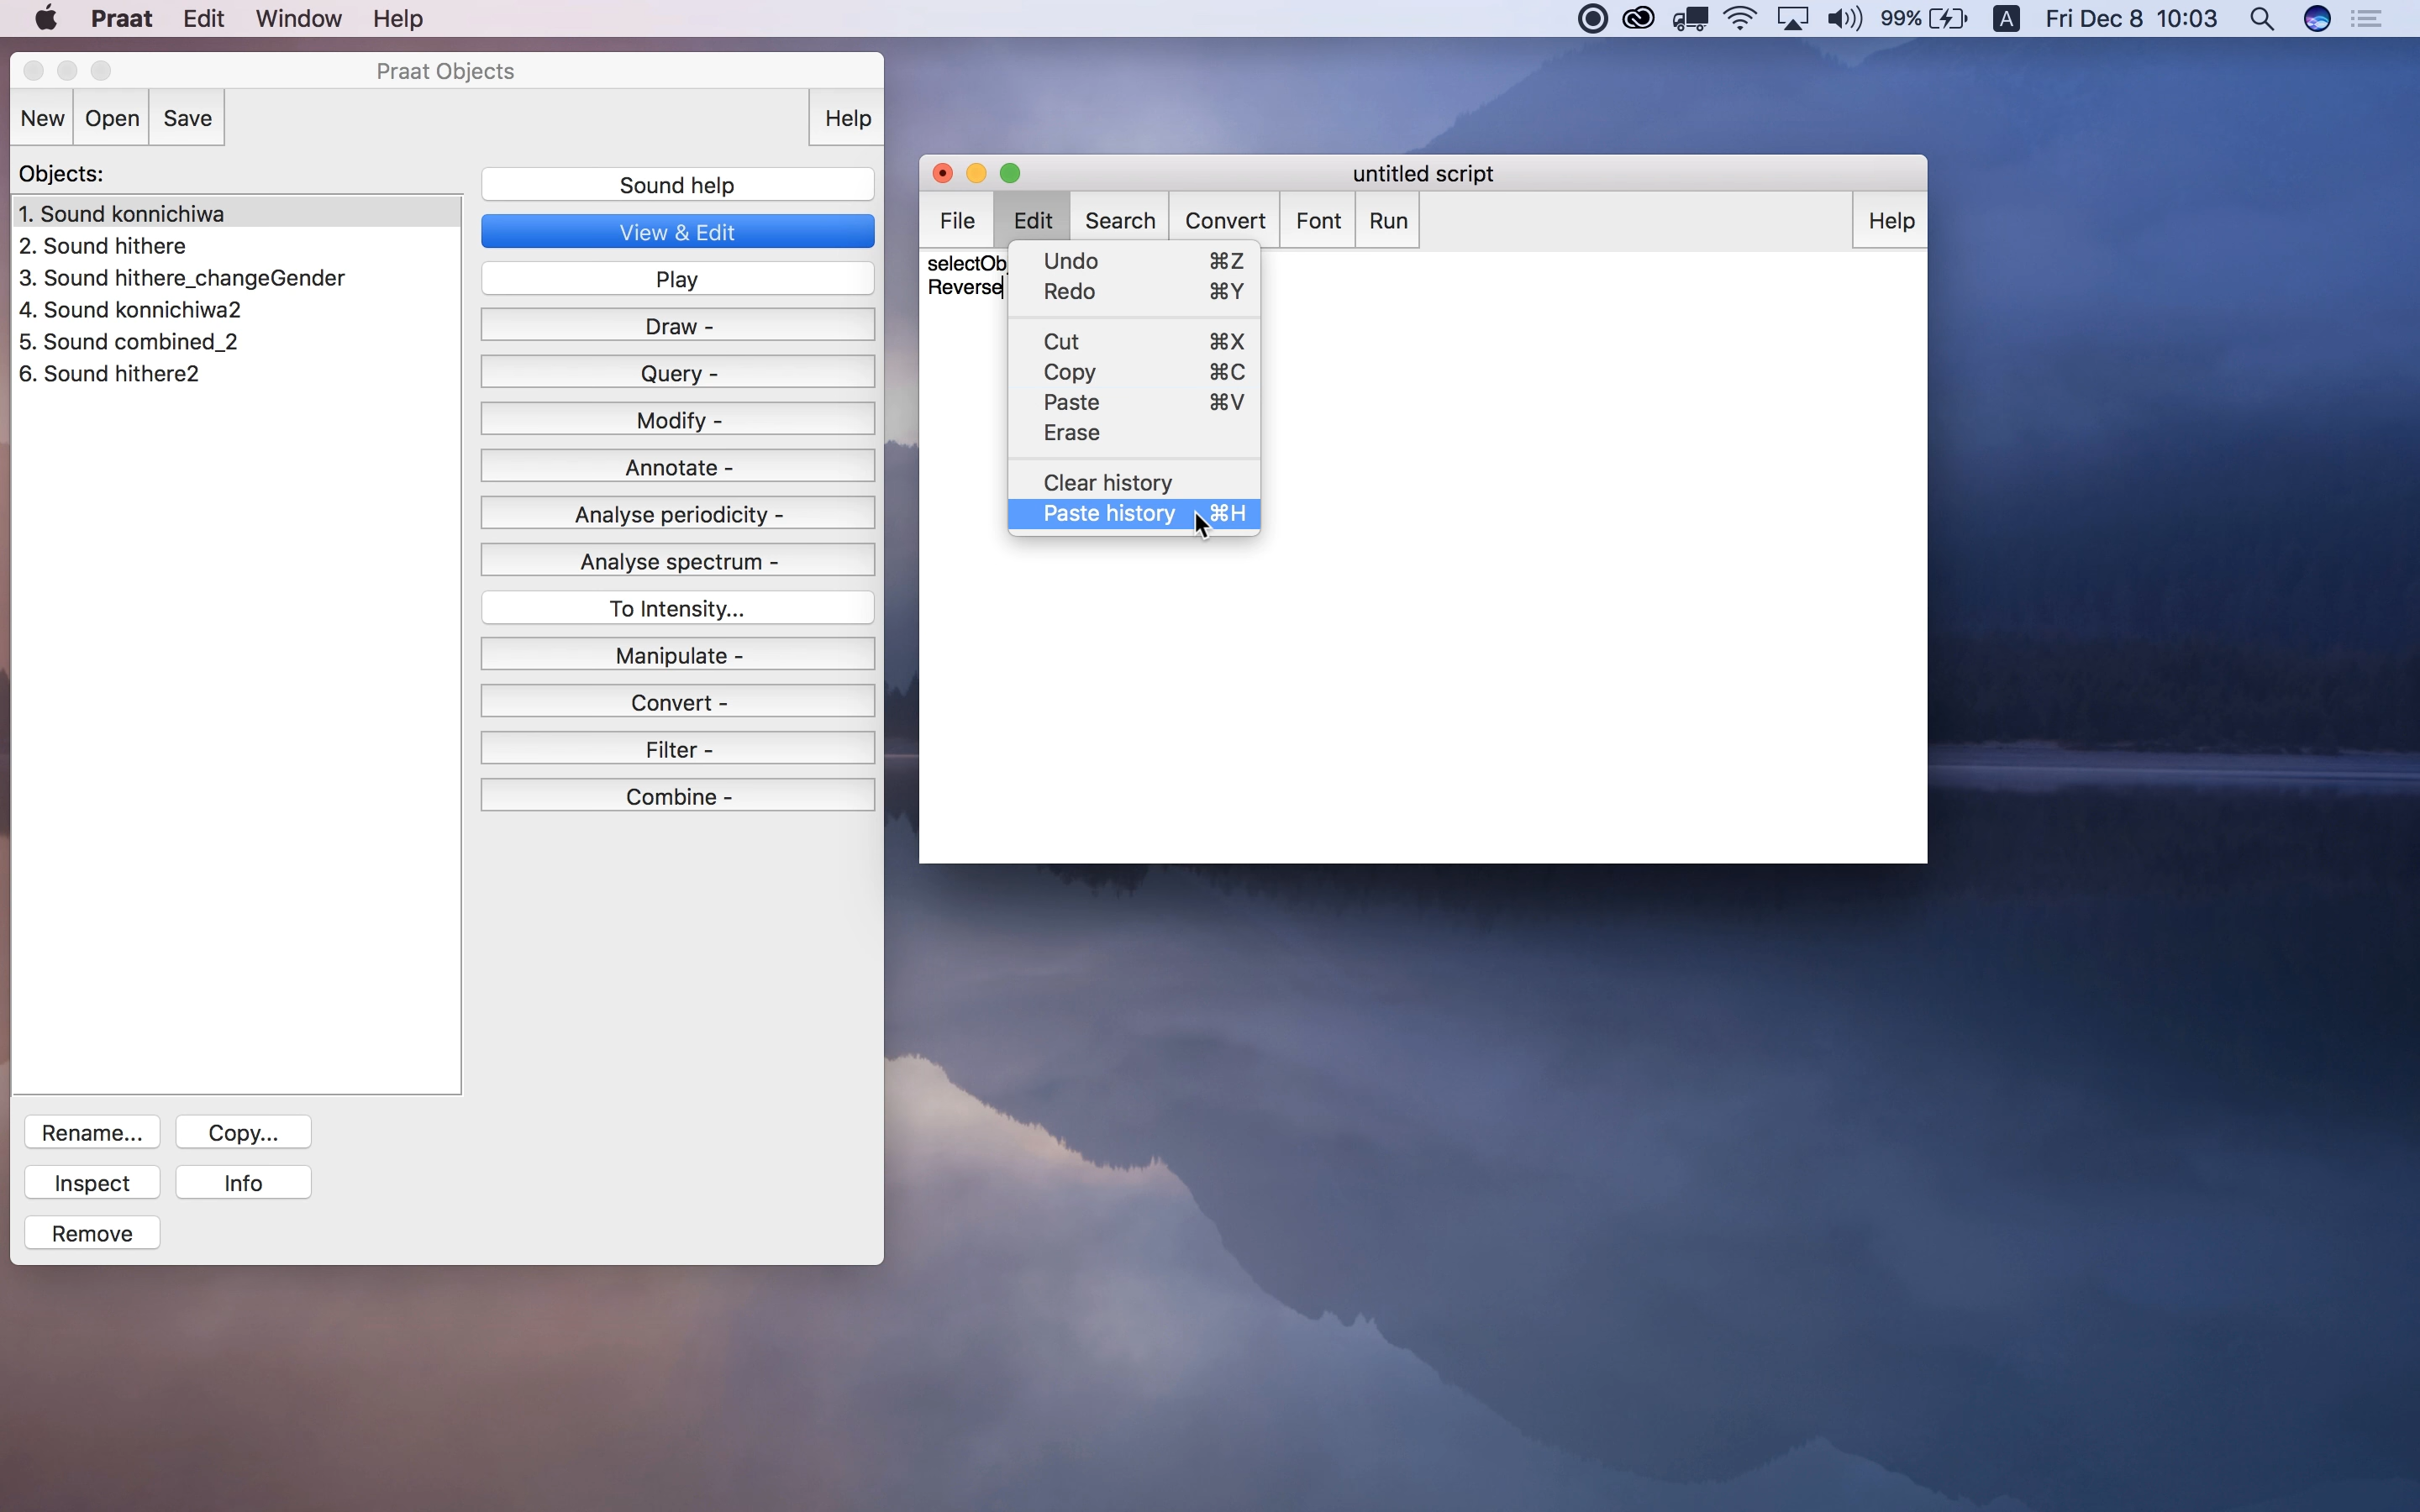 Praat Edit Window Help
99% A Fri Dec 8 10:03
Praat Objects
New Open Save Help
Objects:
1. Sound konnichiwa
2. Sound hithere
3. Sound hithere_changeGender
4. Sound konnichiwa2
5. Sound combined_2
6. Sound hithere2
Sound help
View & Edit
Play
Draw -
Query -
Modify -
Annotate -
Analyse periodicity -
Analyse spectrum -
To Intensity...
Manipulate -
Convert -
Filter -
Combine -
Rename... Copy...
Inspect Info
Remove
untitled script
File Edit Search Convert Font Run Help
selectOb
Reverse
Undo ⌘Z
Redo ⌘Y
Cut ⌘X
Copy ⌘C
Paste ⌘V
Erase
Clear history
Paste history ⌘H